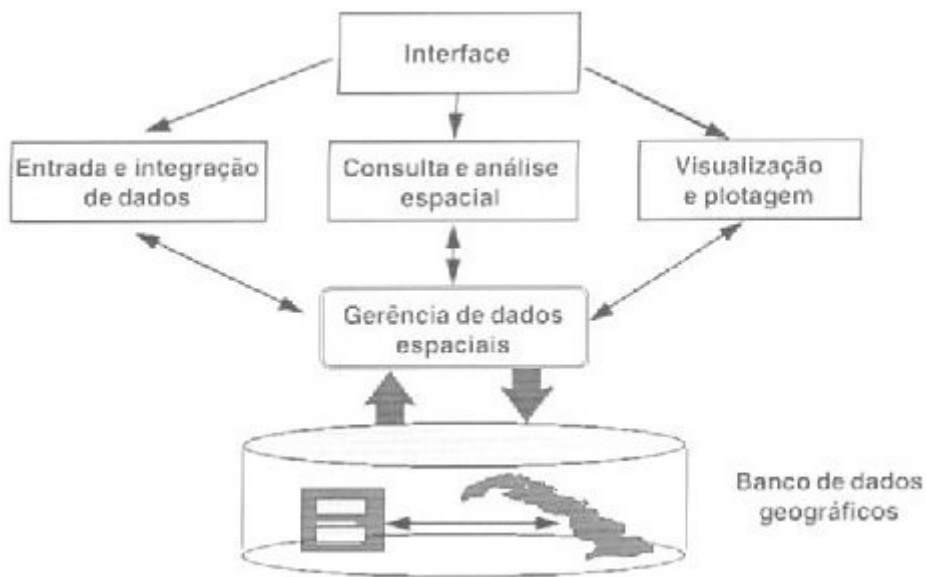 Interface
Entrada e integração
de dados
Consulta e análise
espacial
Visualização
e plotagem
Gerência de dados
espaciais
Banco de dados
geográficos